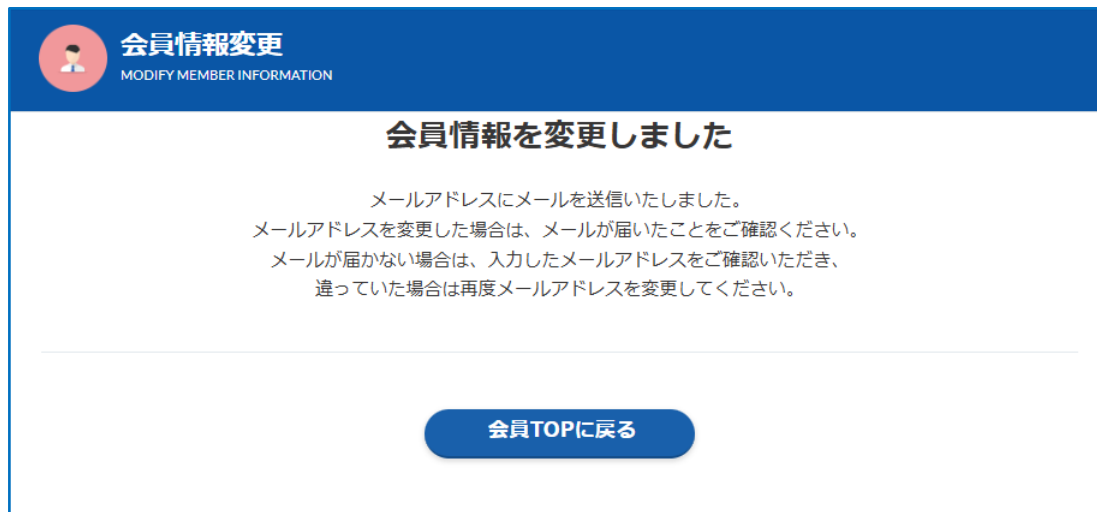 会員情報変更
MODIFY MEMBER INFORMATION
会員情報を変更しました
メールアドレスにメールを送信いたしました。
メールアドレスを変更した場合は、メールが届いたことをご確認ください。
メールが届かない場合は、入力したメールアドレスをご確認いただき、
違っていた場合は再度メールアドレスを変更してください。
会員TOPに戻る